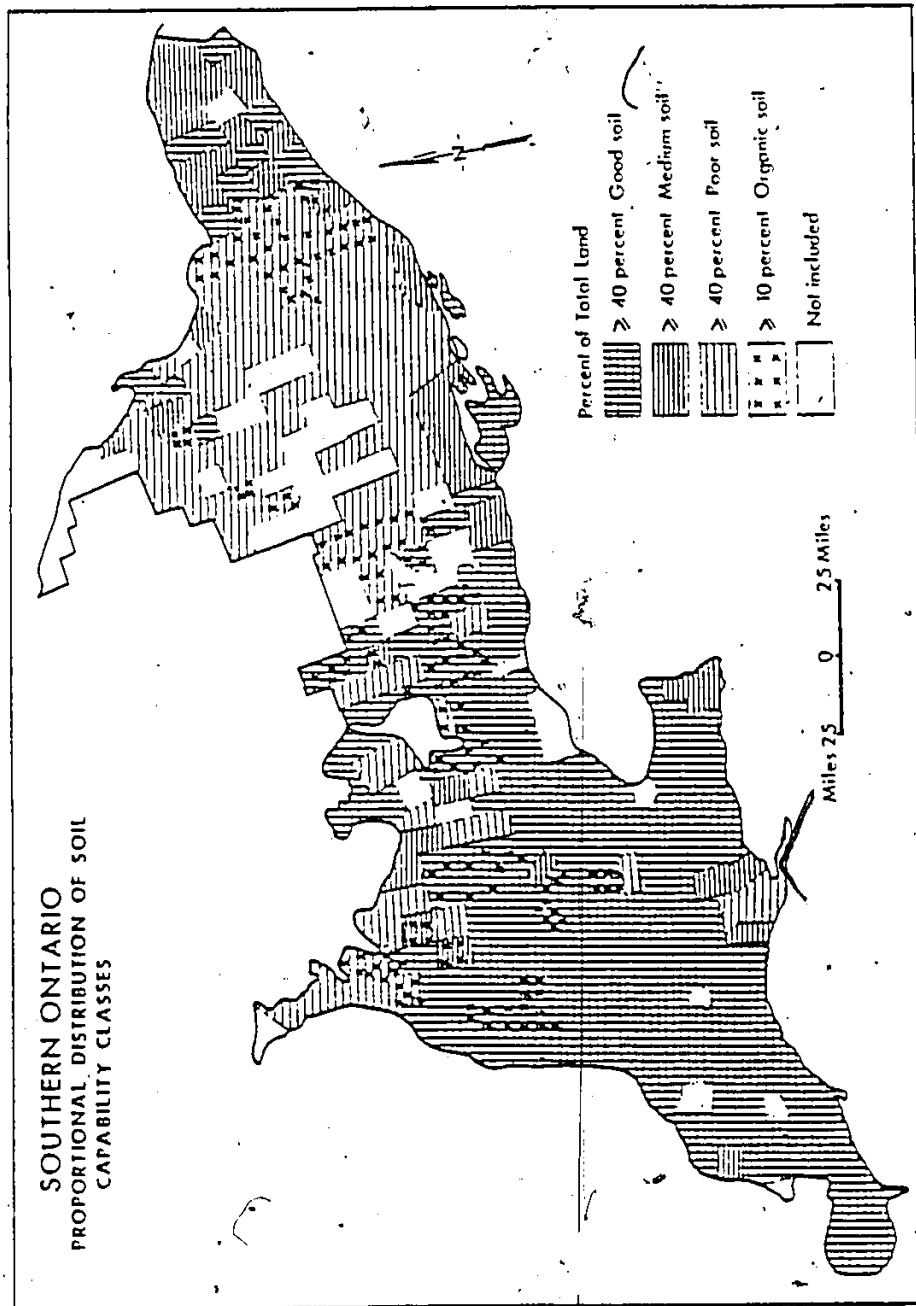 SOUTHERN ONTARIO
PROPORTIONAL DISTRIBUTION OF SOIL
CAPABILITY CLASSES
N
Percent of Total Land
≥ 40 percent Good soil
≥ 40 percent Medium soil
≥ 40 percent Poor soil
≥ 10 percent Organic soil
Not included
Miles 25 0 25 Miles